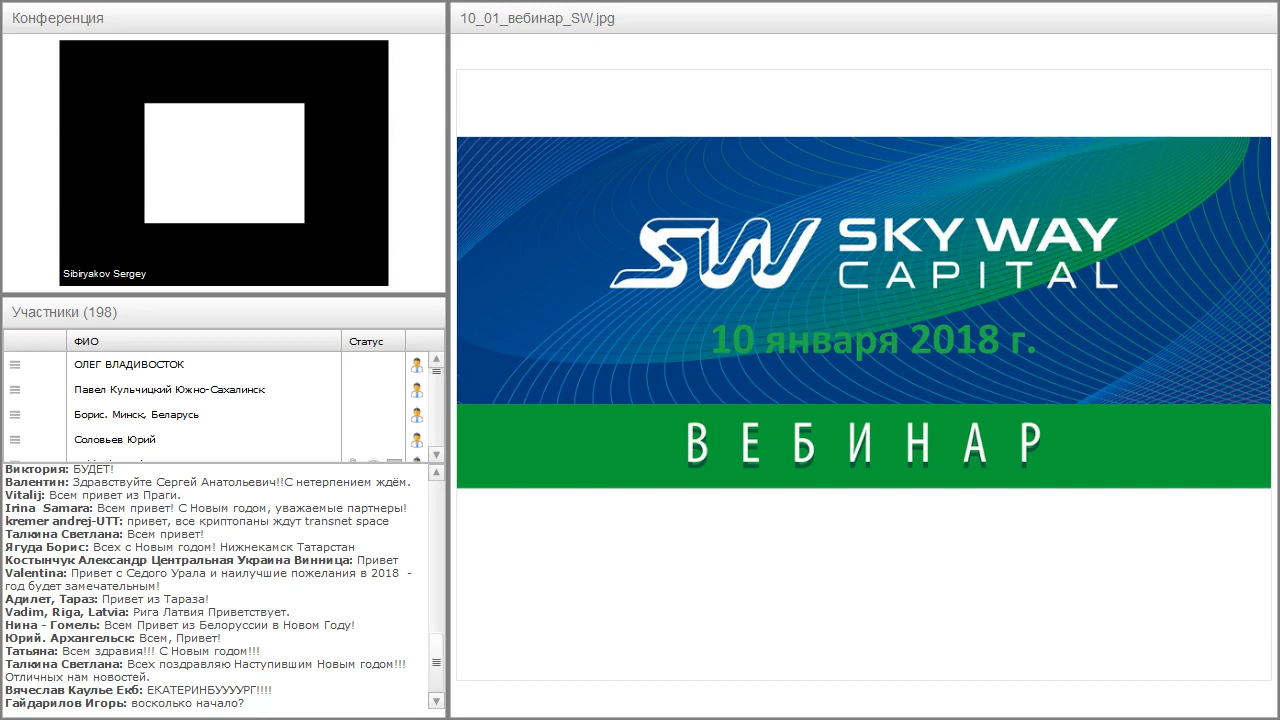 Конференция
Sibiryakov Sergey
Участники (198)
ФИО
Статус
ОЛЕГ ВЛАДИВОСТОК
Павел Кульчицкий Южно-Сахалинск
Борис. Минск, Беларусь
Соловьев Юрий
Виктория: БУДЕТ!
Валентин: Здравствуйте Сергей Анатольевич!!С нетерпением ждём.
Vitalij: Всем привет из Праги.
Irina Samara: Всем привет! С Новым годом, уважаемые партнеры!
kremer andrej-UTT: привет, все криптопаны ждут transnet space
Талкина Светлана: Всем привет!
Ягуда Борис: Всех с Новым годом! Нижнекамск Татарстан
Костынчук Александр Центральная Украина Винница: Привет
Valentina: Привет с Седого Урала и наилучшие пожелания в 2018 -
год будет замечательным!
Адилет, Тараз: Привет из Тараза!
Vadim, Riga, Latvia: Рига Латвия Приветствует.
Нина - Гомель: Всем Привет из Белоруссии в Новом Году!
Юрий. Архангельск: Всем, Привет!
Татьяна: Всем здравия!!! С Новым годом!!!
Талкина Светлана: Всех поздравляю Наступившим Новым годом!!!
Отличных нам новостей.
Вячеслав Каулье Екб: ЕКАТЕРИНБУУУУРГ!!!!
Гайдарилов Игорь: восколько начало?
10_01_вебинар_SW.jpg
SW SKY WAY
CAPITAL
10 января 2018 г.
ВЕБИНАР